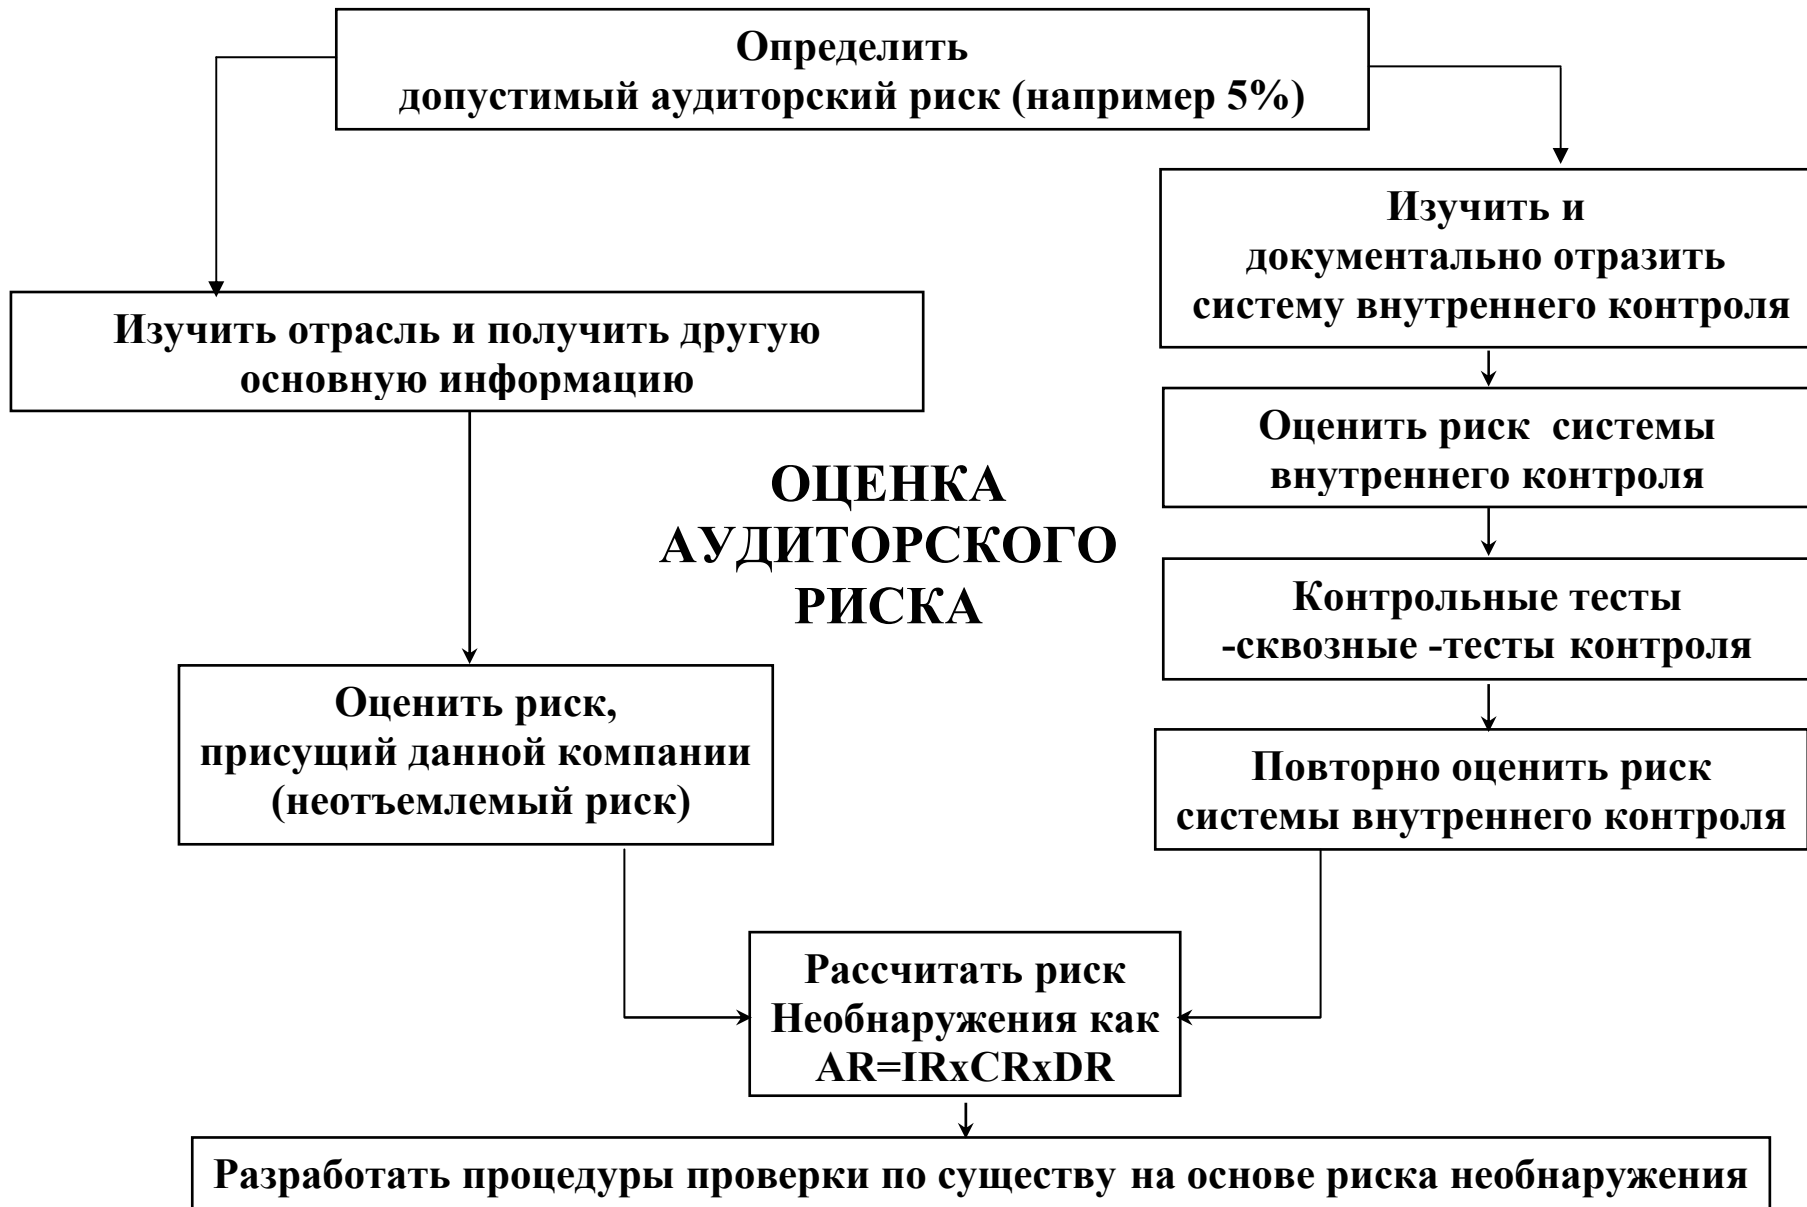 Определить
допустимый аудиторский риск (например 5%)
Изучить и
документально отразить
систему внутреннего контроля
Изучить отрасль и получить другую
основную информацию
Оценить риск системы
внутреннего контроля
ОЦЕНКА
АУДИТОРСКОГО
РИСКА
Контрольные тесты
-сквозные -тесты контроля
Оценить риск,
присущий данной компании
(неотъемлемый риск)
Повторно оценить риск
системы внутреннего контроля
Рассчитать риск
Необнаружения как
AR=IRxCRxDR
Разработать процедуры проверки по существу на основе риска необнаружения